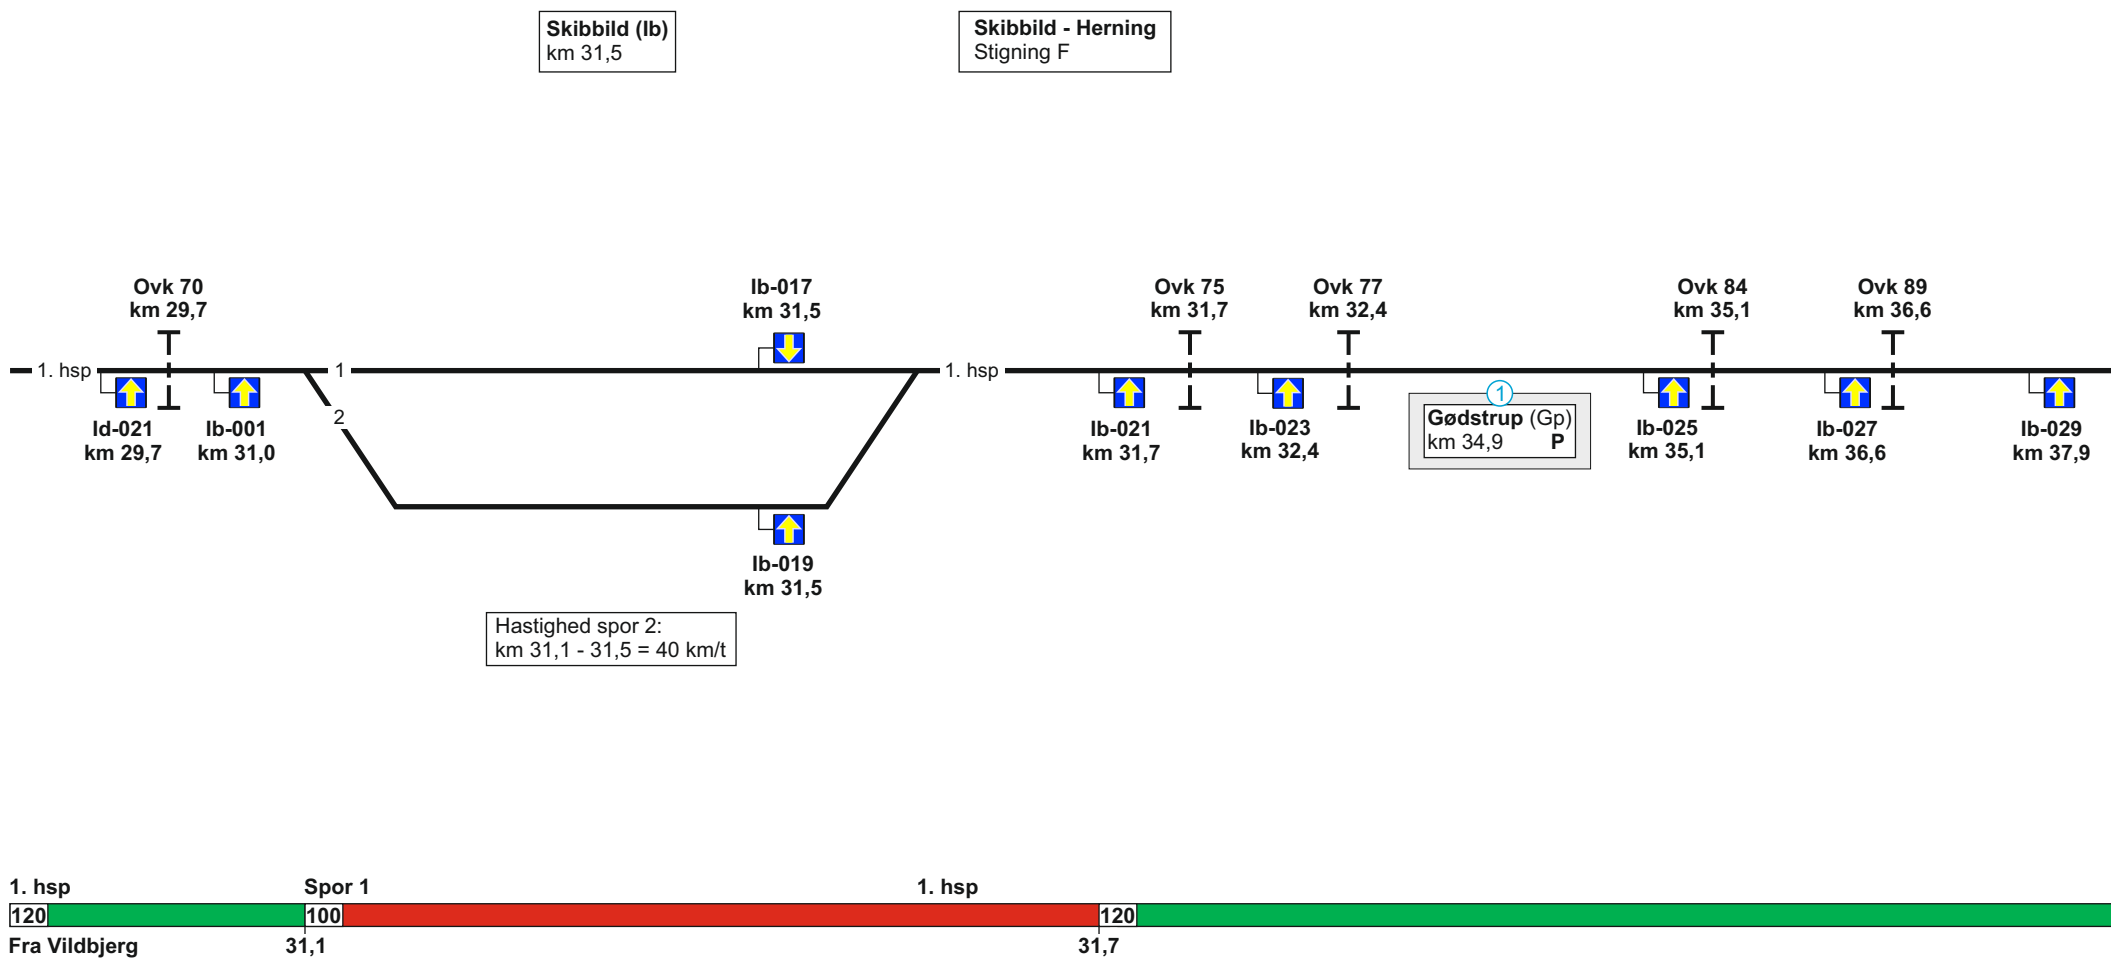 Skibbild (Ib)
km 31,5
Skibbild - Herning
Stigning F
Ovk 70
km 29,7
Ib-017
km 31,5
Ovk 75
km 31,7
Ovk 77
km 32,4
Ovk 84
km 35,1
Ovk 89
km 36,6
1. hsp
1
1. hsp
2
1
Gødstrup (Gp)
km 34,9 P
Id-021
km 29,7
Ib-001
km 31,0
Ib-021
km 31,7
Ib-023
km 32,4
Ib-025
km 35,1
Ib-027
km 36,6
Ib-029
km 37,9
Ib-019
km 31,5
Hastighed spor 2:
km 31,1 - 31,5 = 40 km/t
1. hsp
Spor 1
1. hsp
120
100
120
Fra Vildbjerg
31,1
31,7